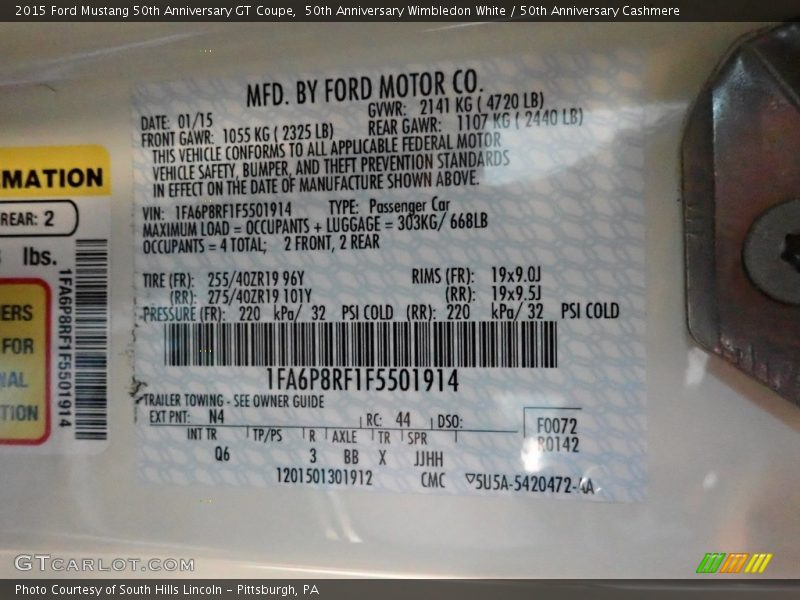 2015 Ford Mustang 50th Anniversary GT Coupe,  50th Anniversary Wimbledon White / 50th Anniversary Cashmere
MFD. BY FORD MOTOR CO.
DATE: 01/15 GVWR: 2141 KG ( 4720 LB)
FRONT GAWR: 1055 KG ( 2325 LB) REAR GAWR: 1107 KG ( 2440 LB)
THIS VEHICLE CONFORMS TO ALL APPLICABLE FEDERAL MOTOR
VEHICLE SAFETY, BUMPER, AND THEFT PREVENTION STANDARDS
IN EFFECT ON THE DATE OF MANUFACTURE SHOWN ABOVE.
VIN: 1FA6P8RF1F5501914 TYPE: Passenger Car
MAXIMUM LOAD = OCCUPANTS + LUGGAGE = 303KG/ 668LB
OCCUPANTS = 4 TOTAL; 2 FRONT, 2 REAR
TIRE (FR): 255/40ZR19 96Y RIMS (FR): 19x9.0J
(RR): 275/40ZR19 101Y (RR): 19x9.5J
PRESSURE (FR): 220 kPa/ 32 PSI COLD (RR): 220 kPa/ 32 PSI COLD
1FA6P8RF1F5501914
TRAILER TOWING - SEE OWNER GUIDE
EXT PNT: N4 RC: 44 DSO: F0072
R0142
INT TR TP/PS R AXLE TR SPR
Q6 3 BB X JJHH
1201501301912 CMC ▽5U5A-5420472-AA
MATION
REAR: 2
lbs.
ERS
FOR
NAL
TION
1FA6P8RF1F5501914
GTCARLOT.COM
Photo Courtesy of South Hills Lincoln – Pittsburgh, PA